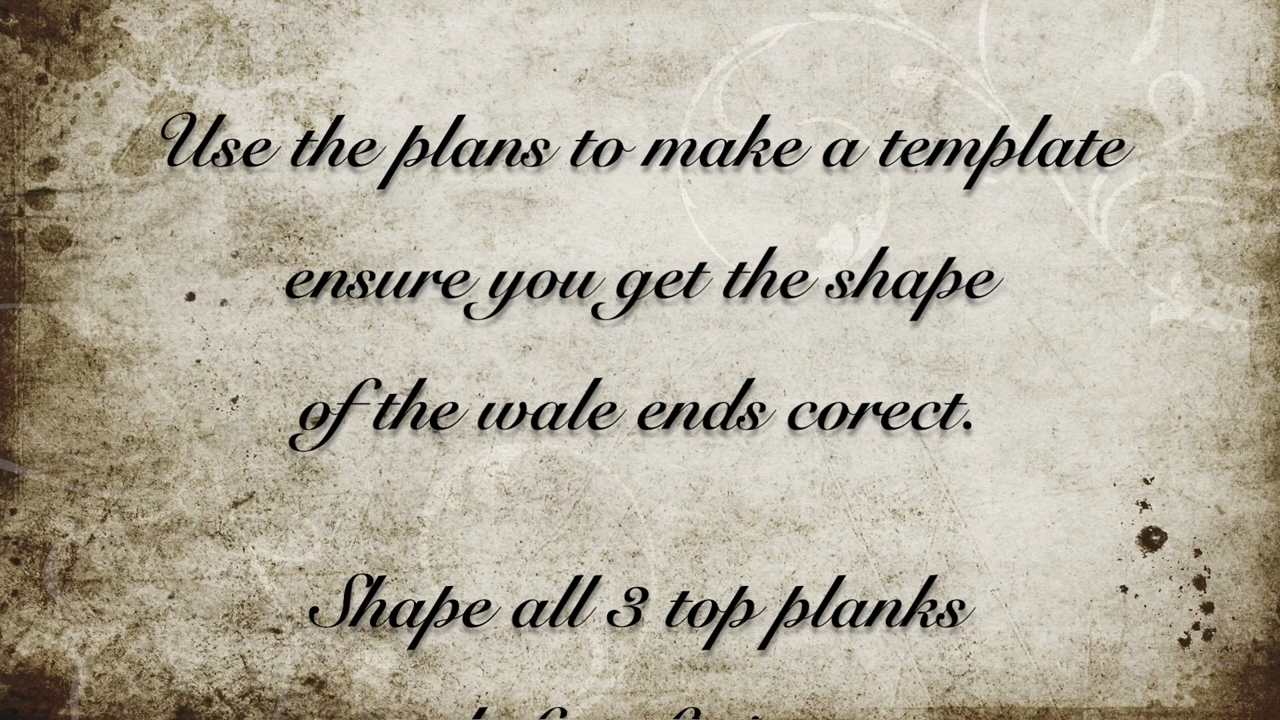 Use the plans to make a template
ensure you get the shape
of the wale ends corect.
Shape all 3 top planks